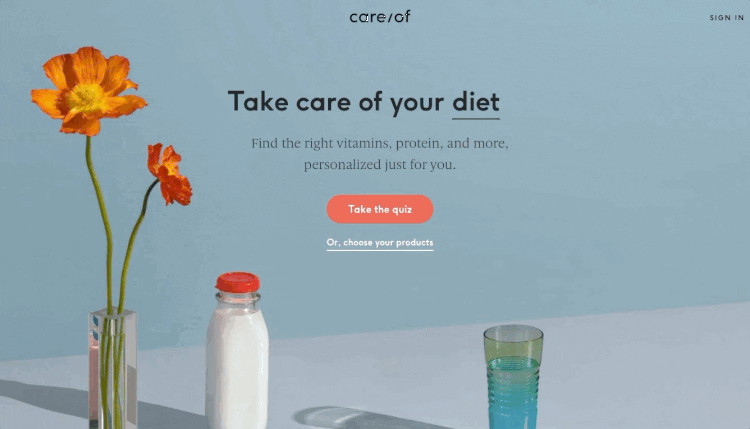 care/of
SIGN IN
Take care of your diet
Find the right vitamins, protein, and more,
personalized just for you.
Take the quiz
Or, choose your products